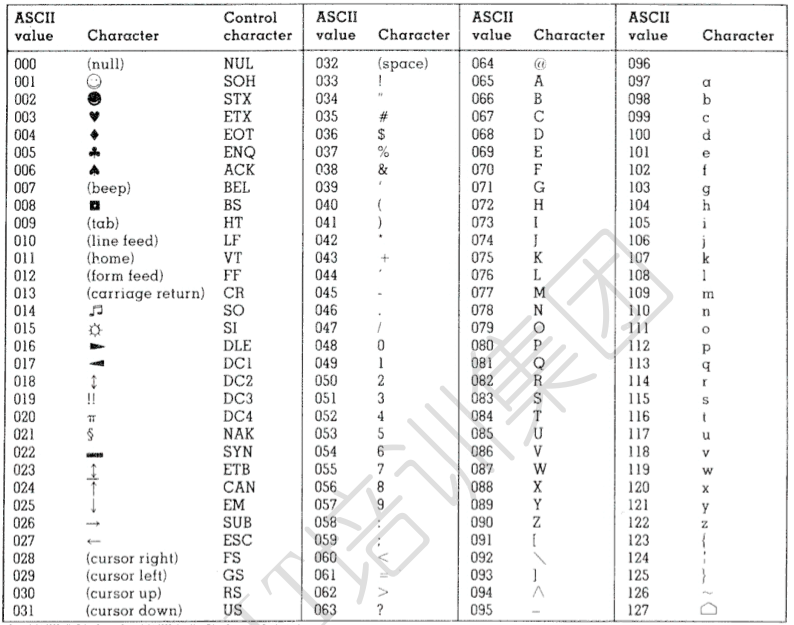 ASCII value Character Control character ASCII value Character ASCII value Character ASCII value Character
000 (null) NUL 032 (space) 064 @ 096
001 ☺ SOH 033 ! 065 A 097 a
002 ☻ STX 034 " 066 B 098 b
003 ♥ ETX 035 # 067 C 099 c
004 ♦ EOT 036 $ 068 D 100 d
005 ♣ ENQ 037 % 069 E 101 e
006 ♠ ACK 038 & 070 F 102 f
007 (beep) BEL 039 ' 071 G 103 g
008 ◘ BS 040 ( 072 H 104 h
009 (tab) HT 041 ) 073 I 105 i
010 (line feed) LF 042 * 074 J 106 j
011 (home) VT 043 + 075 K 107 k
012 (form feed) FF 044 ' 076 L 108 l
013 (carriage return) CR 045 - 077 M 109 m
014 ♫ SO 046 . 078 N 110 n
015 ☼ SI 047 / 079 O 111 o
016 ► DLE 048 0 080 P 112 p
017 ◄ DC1 049 1 081 Q 113 q
018 ↕ DC2 050 2 082 R 114 r
019 !! DC3 051 3 083 S 115 s
020 π DC4 052 4 084 T 116 t
021 § NAK 053 5 085 U 117 u
022 ▬ SYN 054 6 086 V 118 v
023 ↨ ETB 055 7 087 W 119 w
024 ↑ CAN 056 8 088 X 120 x
025 ↓ EM 057 9 089 Y 121 y
026 → SUB 058 : 090 Z 122 z
027 ← ESC 059 ; 091 [ 123 {
028 (cursor right) FS 060 < 092 \ 124 ¦
029 (cursor left) GS 061 = 093 ] 125 }
030 (cursor up) RS 062 > 094 ∧ 126 ~
031 (cursor down) US 063 ? 095 _ 127 ⌂
IT培训集团